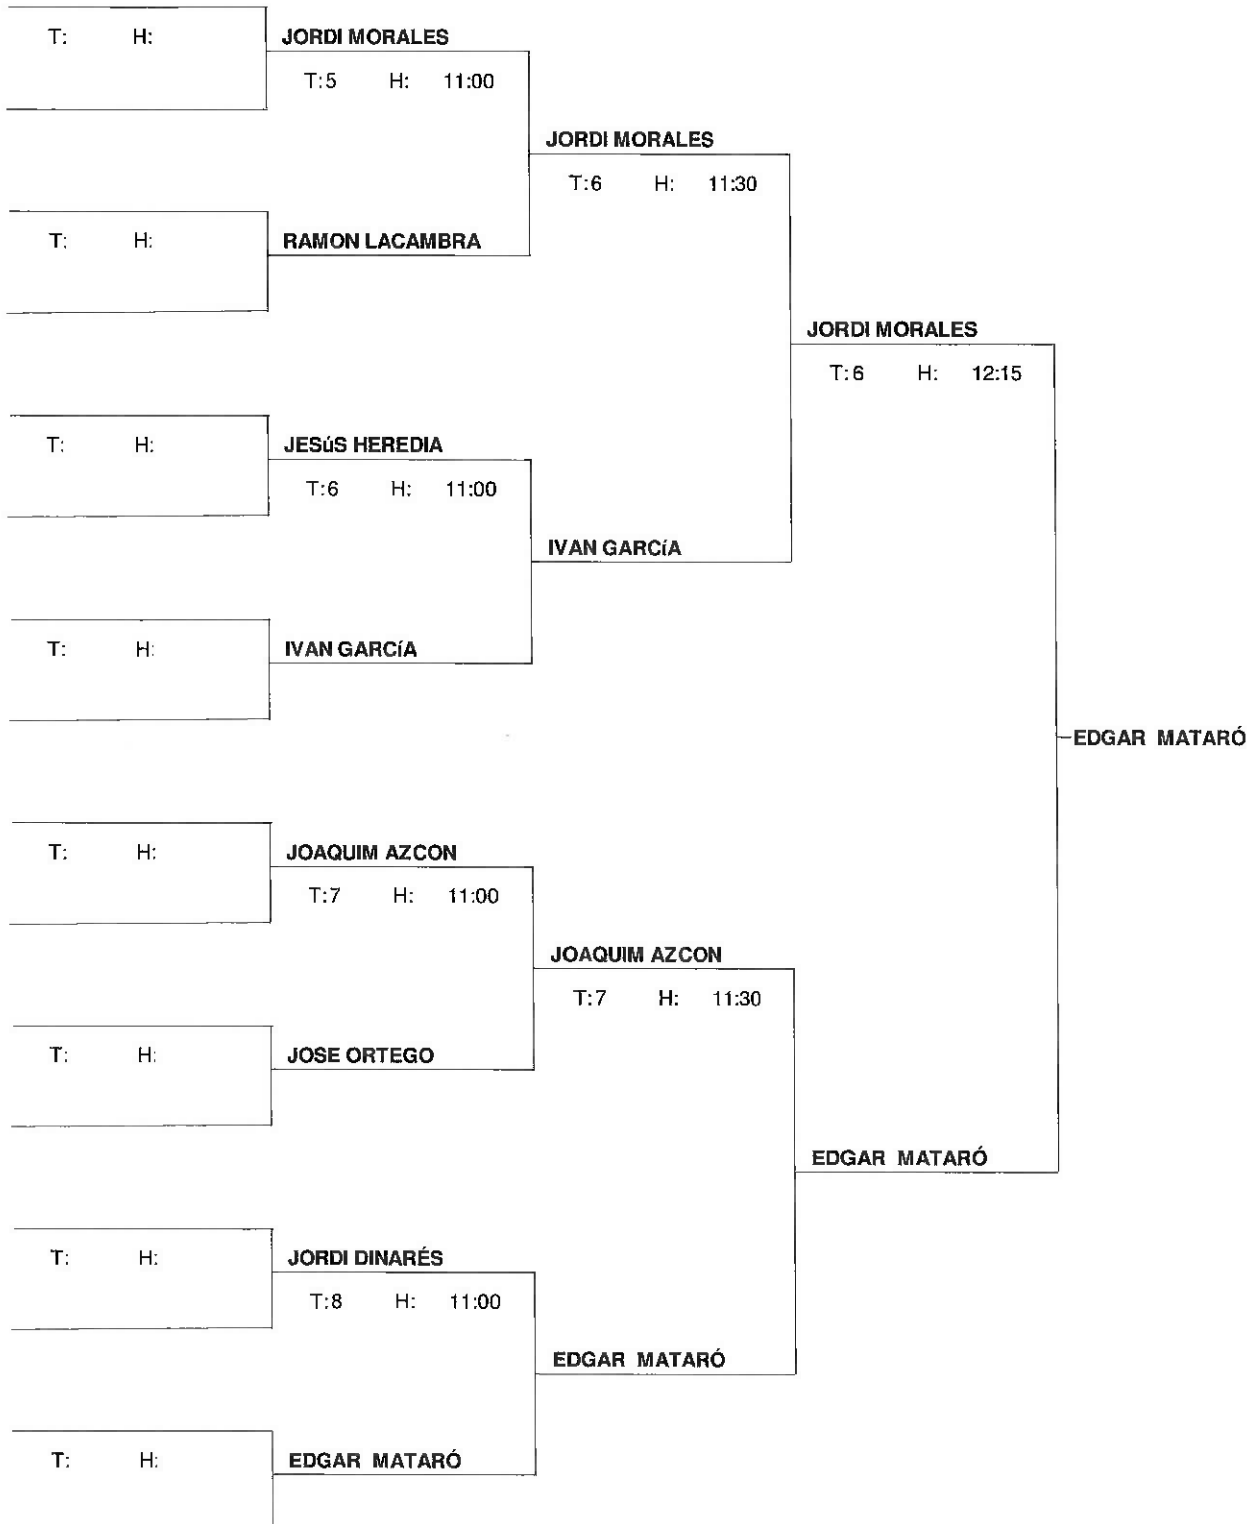 T: H:
JORDI MORALES
T:5 H: 11:00
JORDI MORALES
T:6 H: 11:30
T: H:
RAMON LACAMBRA
JORDI MORALES
T:6 H: 12:15
T: H:
JESúS HEREDIA
T:6 H: 11:00
IVAN GARCíA
T: H:
IVAN GARCíA
EDGAR MATARÓ
T: H:
JOAQUIM AZCON
T:7 H: 11:00
JOAQUIM AZCON
T:7 H: 11:30
T: H:
JOSE ORTEGO
EDGAR MATARÓ
T: H:
JORDI DINARÉS
T:8 H: 11:00
EDGAR MATARÓ
T: H:
EDGAR MATARÓ